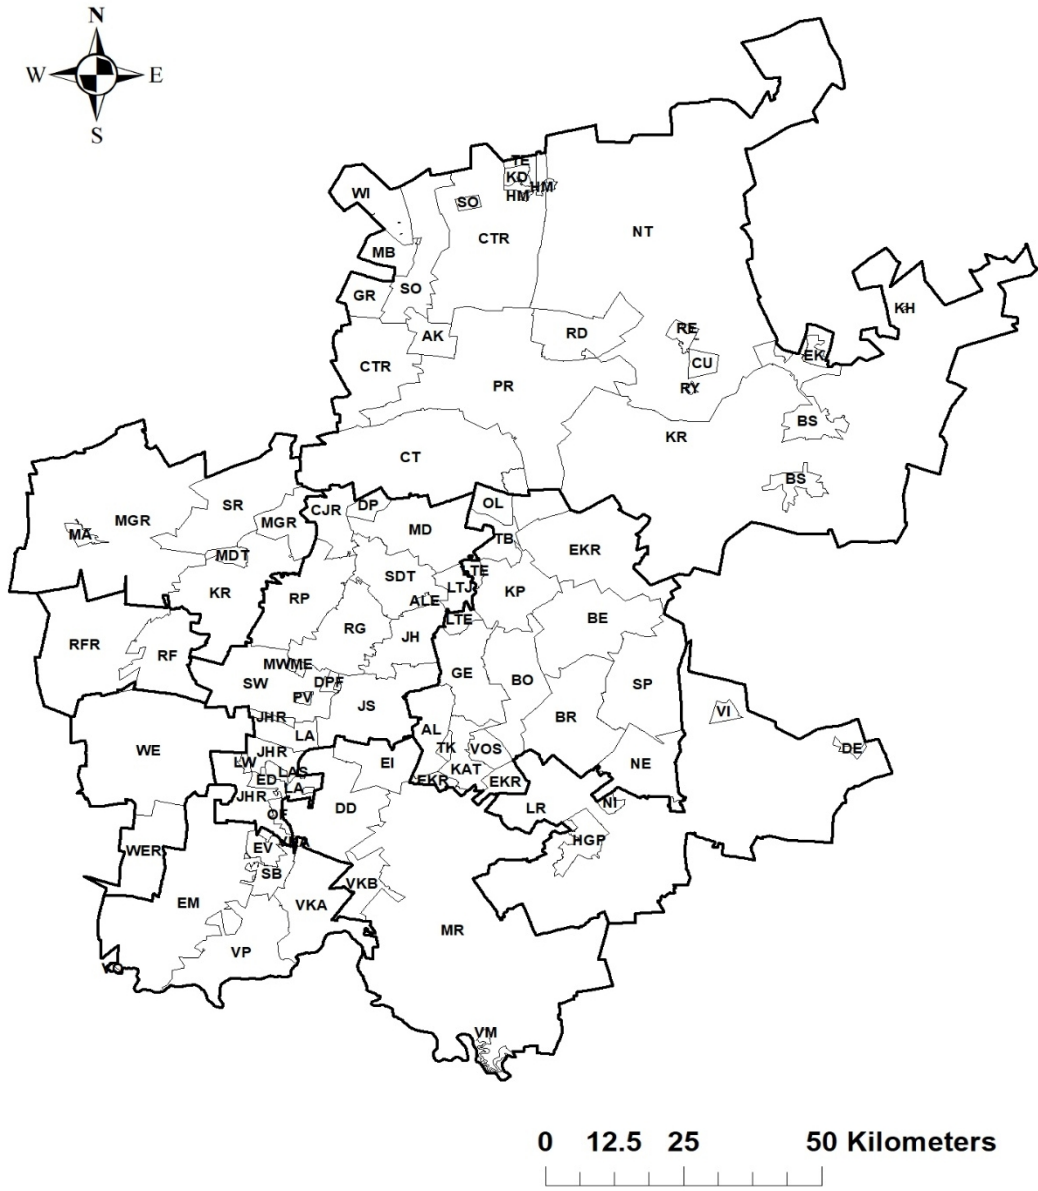 N
W E
S
TE
KD
HM
HM
WI
SO
CTR
NT
MB
SO
GR
KH
AK
RD
RE
EK
CTR
CU
PR
RY
BS
KR
CT
BS
SR
OL
DP
CJR
MGR
MGR
MD
MA
TB
EKR
MDT
TE
SDT
LTJ
KP
KR
RP
ALE
BE
LTE
RG
JH
RFR
RF
MWME
GE
BO
SW
DPF
SP
PV
JS
VI
JHR
AL
BR
LA
TK
VOS
DE
WE
JHR
LW
EI
KAT
NE
LAS
ED
EKR
EKR
LA
JHR
DD
LR
NI
OF
HGP
EV
WER
SB
VKB
EM
VKA
MR
VP
VM
0 12.5 25 50 Kilometers